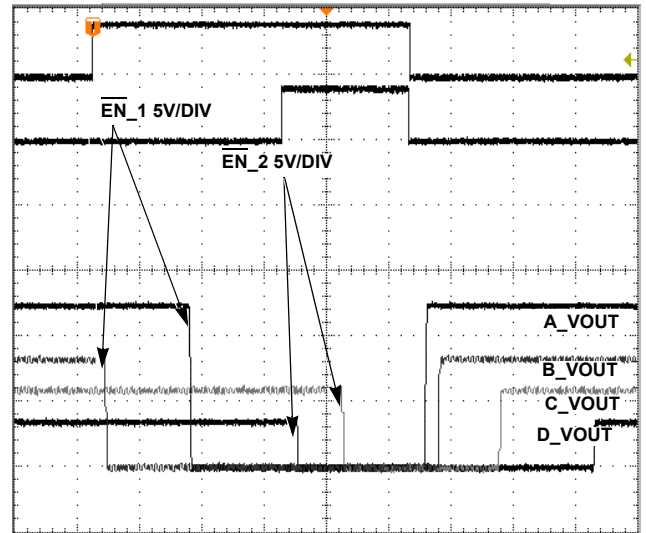 EN_1 5V/DIV
EN_2 5V/DIV
A_VOUT
B_VOUT
C_VOUT
D_VOUT